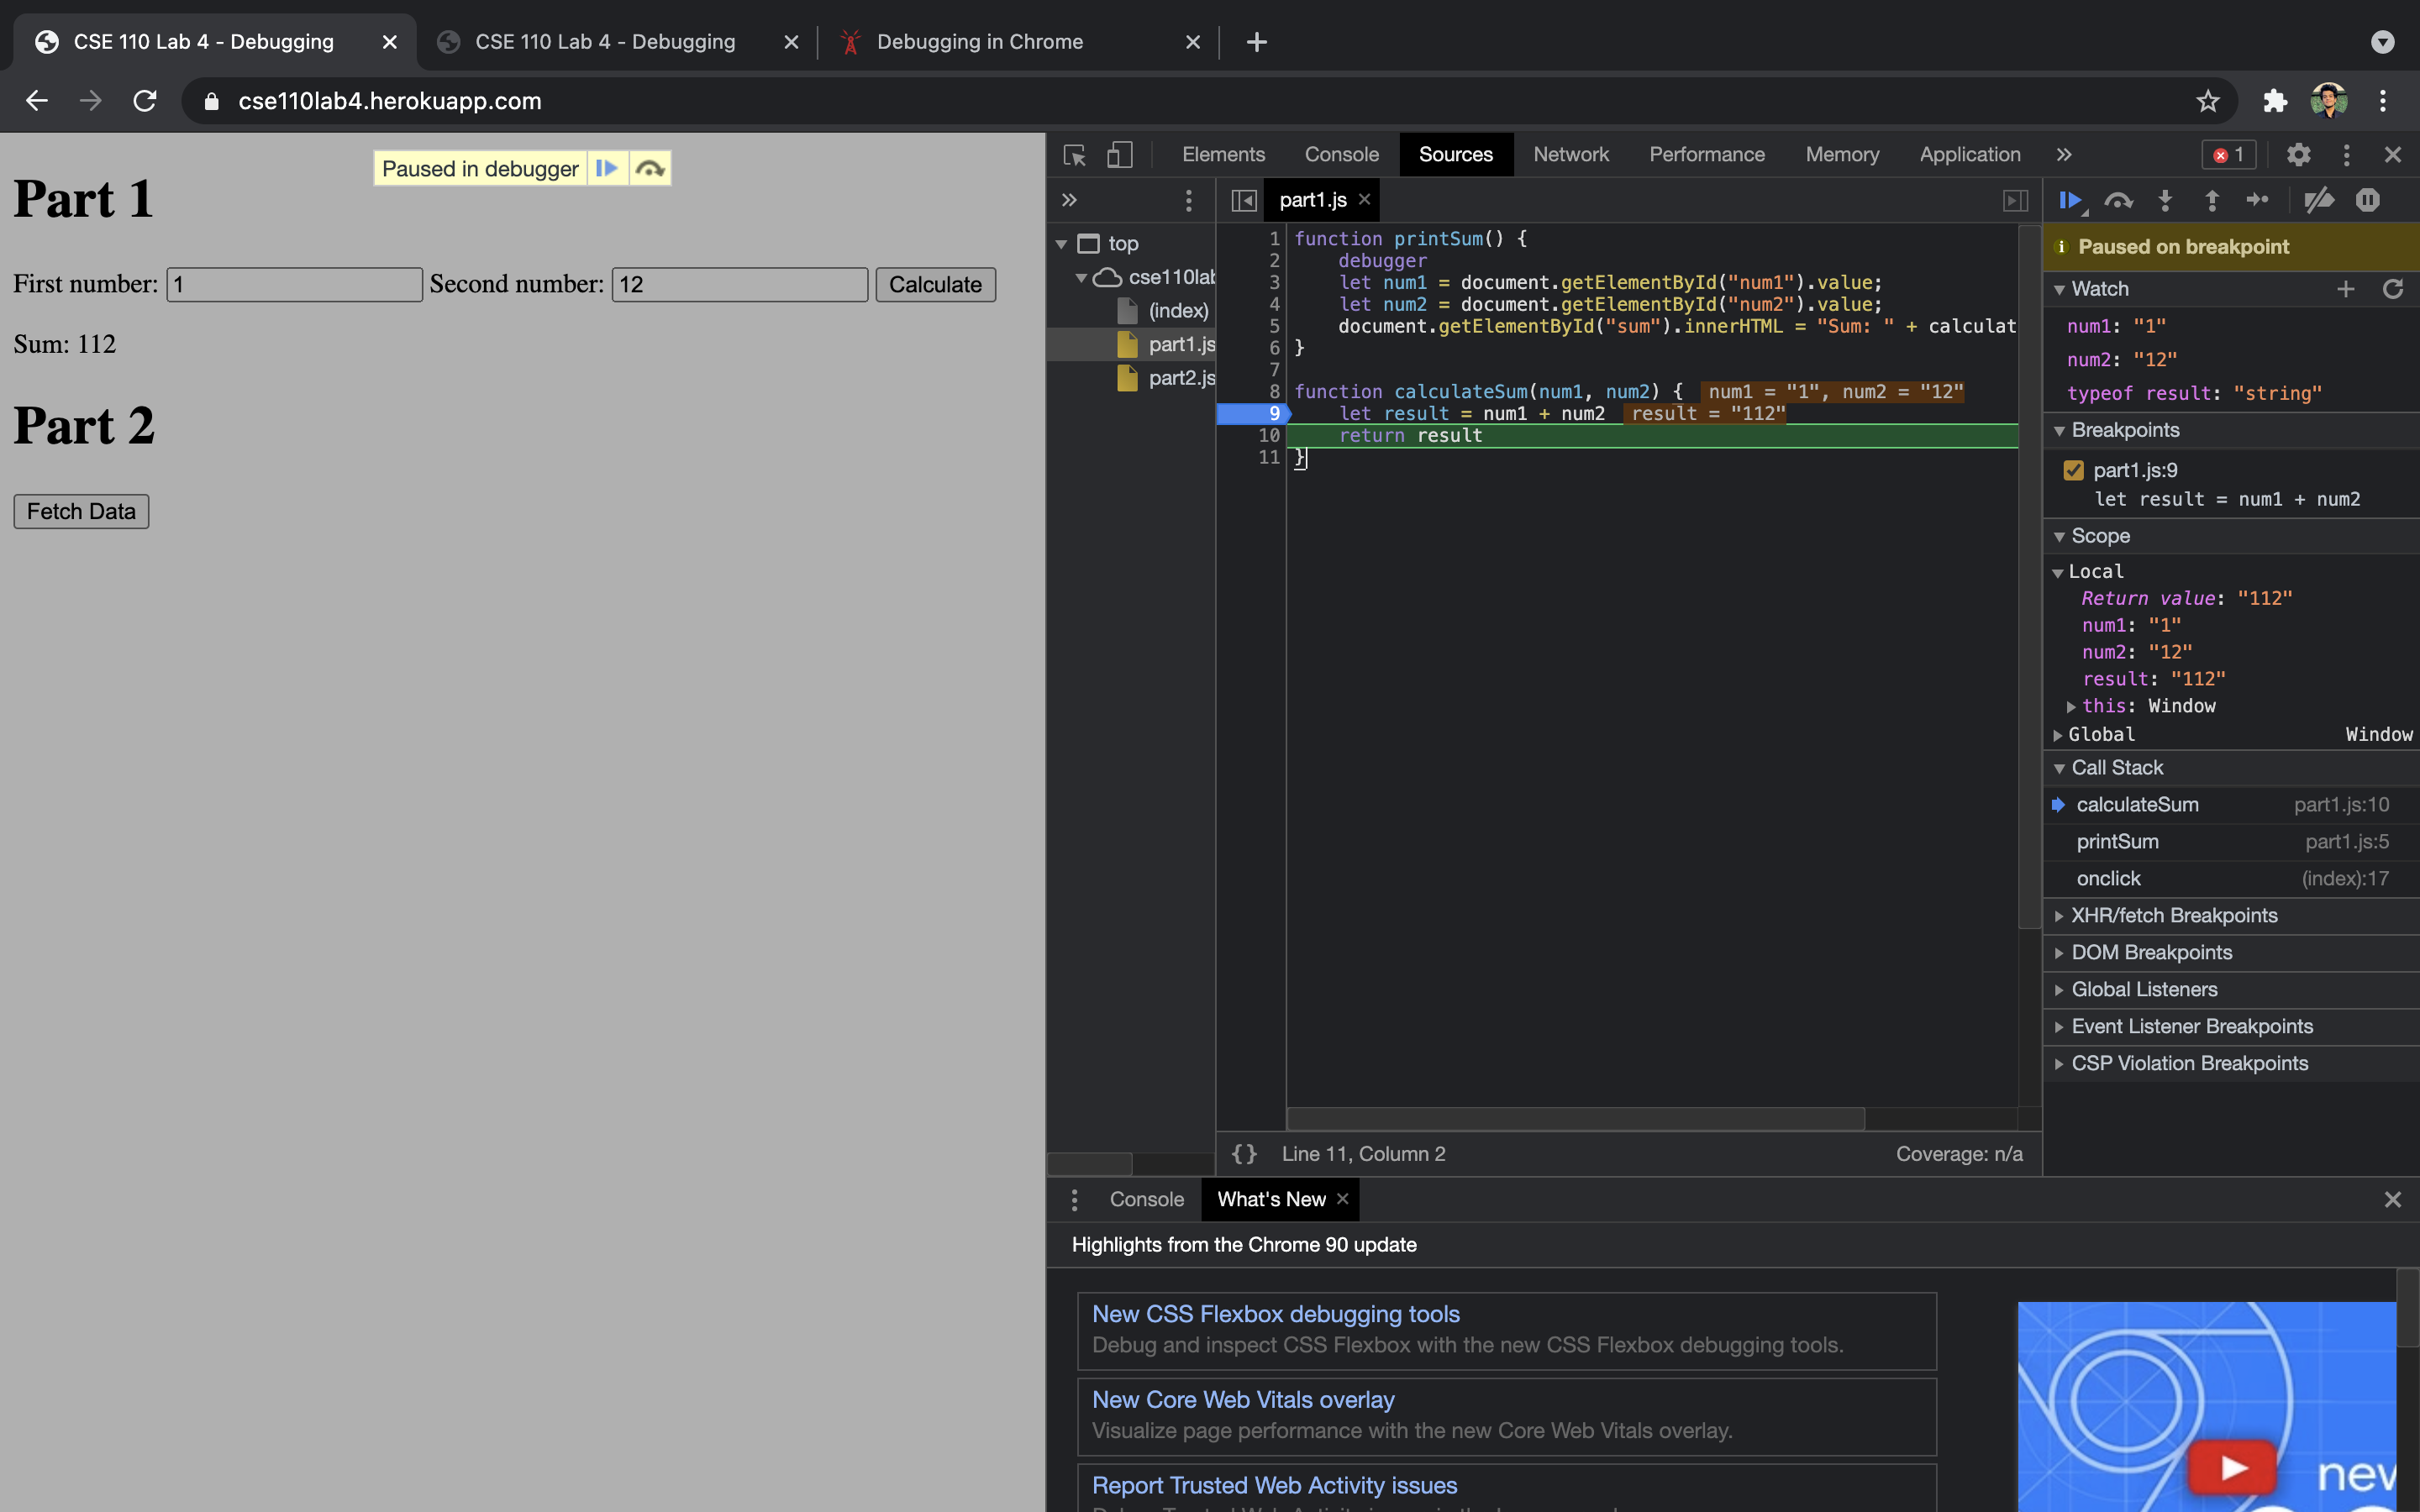 CSE 110 Lab 4 - Debugging
CSE 110 Lab 4 - Debugging
Debugging in Chrome
cse110lab4.herokuapp.com
Paused in debugger
Part 1
First number: 1 Second number: 12 Calculate
Sum: 112
Part 2
Fetch Data
Elements Console Sources Network Performance Memory Application 1
top
cse110lab
(index)
part1.js
part2.js
part1.js
1 function printSum() {
2 debugger
3 let num1 = document.getElementById("num1").value;
4 let num2 = document.getElementById("num2").value;
5 document.getElementById("sum").innerHTML = "Sum: " + calculat
6 }
7
8 function calculateSum(num1, num2) { num1 = "1", num2 = "12"
9 let result = num1 + num2 result = "112"
10 return result
11 }
{} Line 11, Column 2 Coverage: n/a
Paused on breakpoint
Watch
num1: "1"
num2: "12"
typeof result: "string"
Breakpoints
part1.js:9
let result = num1 + num2
Scope
Local
Return value: "112"
num1: "1"
num2: "12"
result: "112"
this: Window
Global Window
Call Stack
calculateSum part1.js:10
printSum part1.js:5
onclick (index):17
XHR/fetch Breakpoints
DOM Breakpoints
Global Listeners
Event Listener Breakpoints
CSP Violation Breakpoints
Console What's New
Highlights from the Chrome 90 update
New CSS Flexbox debugging tools
Debug and inspect CSS Flexbox with the new CSS Flexbox debugging tools.
New Core Web Vitals overlay
Visualize page performance with the new Core Web Vitals overlay.
Report Trusted Web Activity issues
new